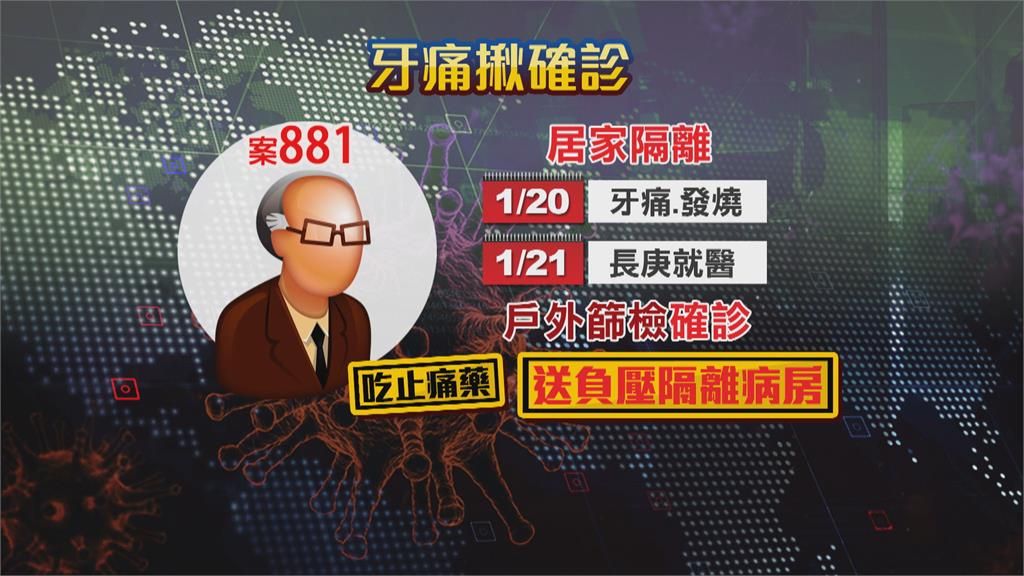 牙痛揪確診
案881
居家隔離
1/20 牙痛.發燒
1/21 長庚就醫
戶外篩檢確診
吃止痛藥
送負壓隔離病房